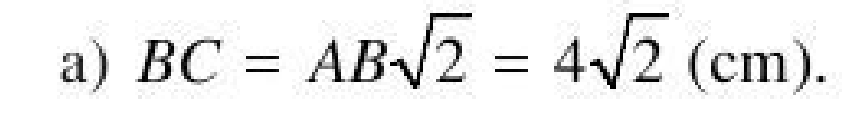 a) BC = AB√2 = 4√2 (cm).